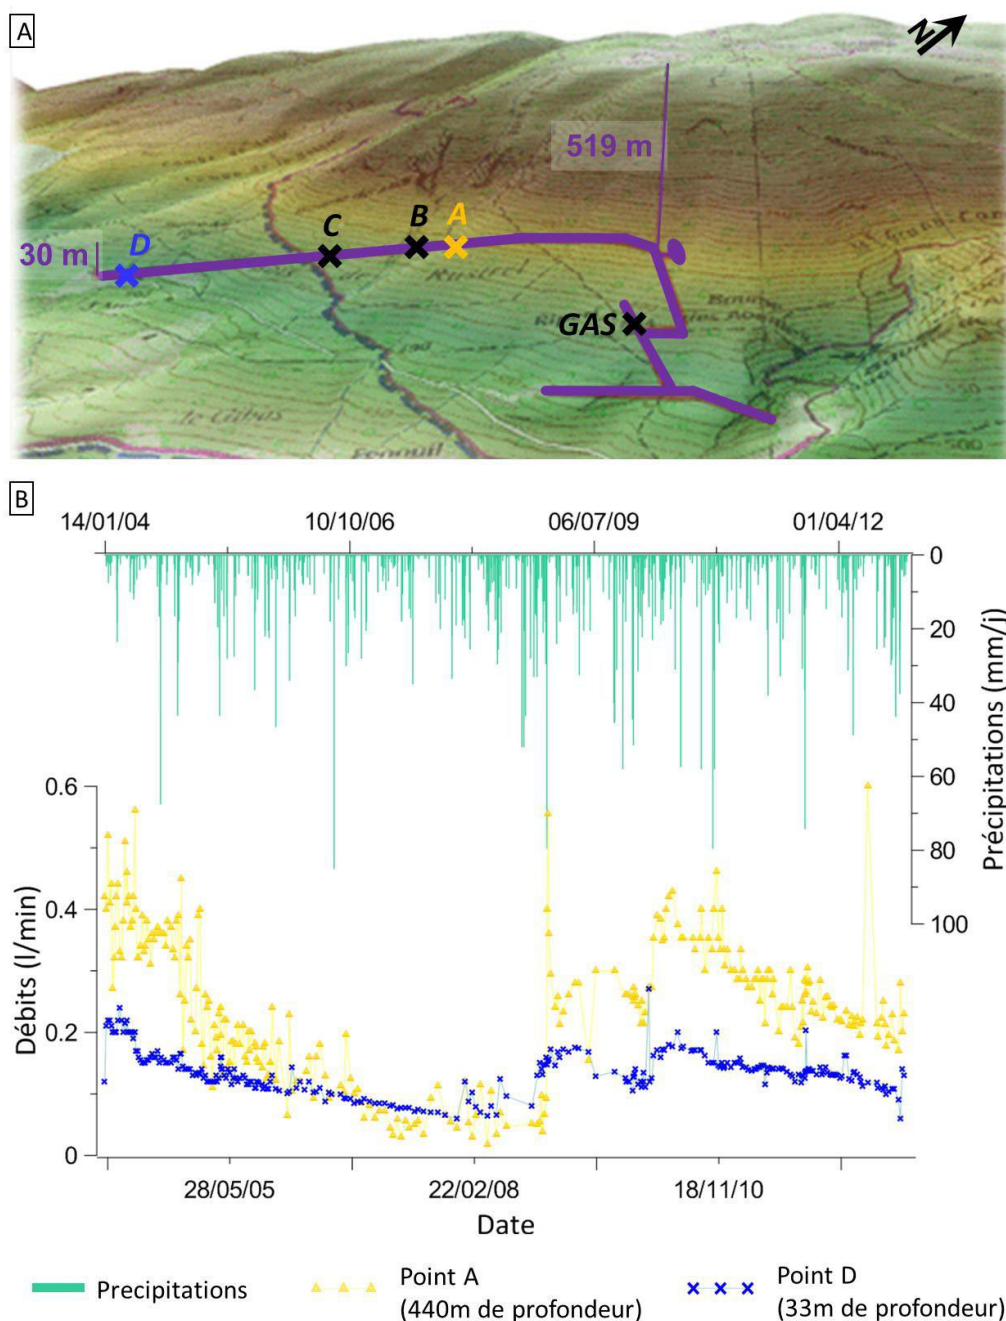 A
N
519 m
C
B
A
D
30 m
GAS
B
14/01/04
10/10/06
06/07/09
01/04/12
0
20
40
60
80
100
Précipitations (mm/j)
0.6
0.4
0.2
0
Débits (l/min)
28/05/05
22/02/08
18/11/10
Date
Precipitations
Point A
(440m de profondeur)
Point D
(33m de profondeur)